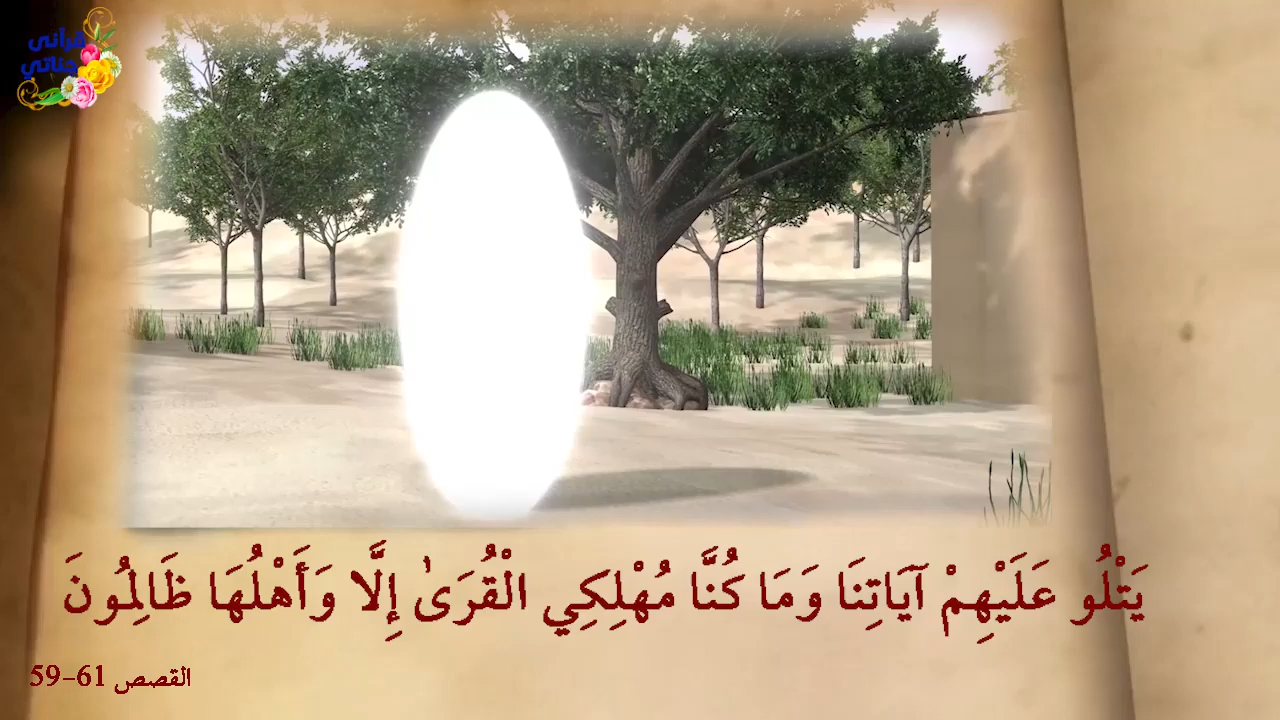 قرآني
جناتي
يَتْلُو عَلَيْهِمْ آيَاتِنَا وَمَا كُنَّا مُهْلِكِي الْقُرَىٰ إِلَّا وَأَهْلُهَا ظَالِمُونَ
القصص 61-59